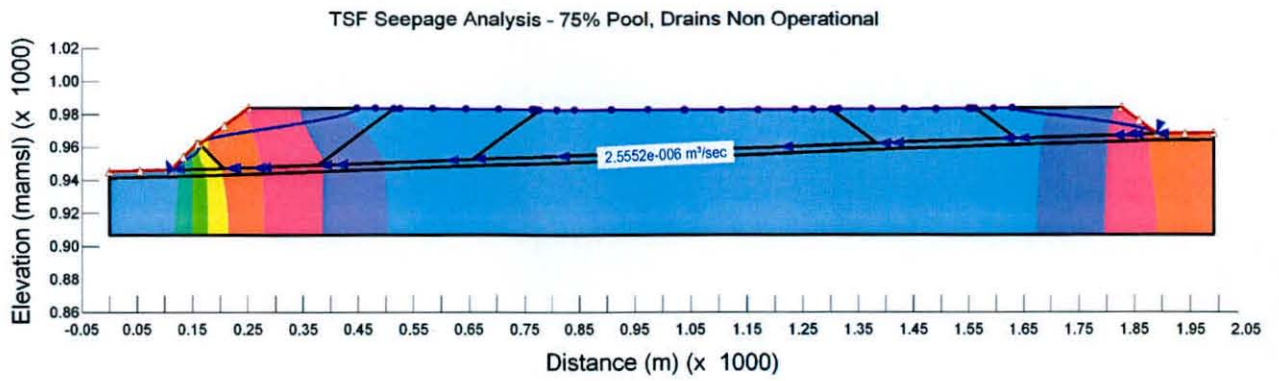 TSF Seepage Analysis - 75% Pool, Drains Non Operational
Elevation (mamsl) (x 1000)
1.02
1.00
0.98
0.96
0.94
0.92
0.90
0.88
0.86
2.5552e-006 m³/sec
-0.05 0.05 0.15 0.25 0.35 0.45 0.55 0.65 0.75 0.85 0.95 1.05 1.15 1.25 1.35 1.45 1.55 1.65 1.75 1.85 1.95 2.05
Distance (m) (x 1000)